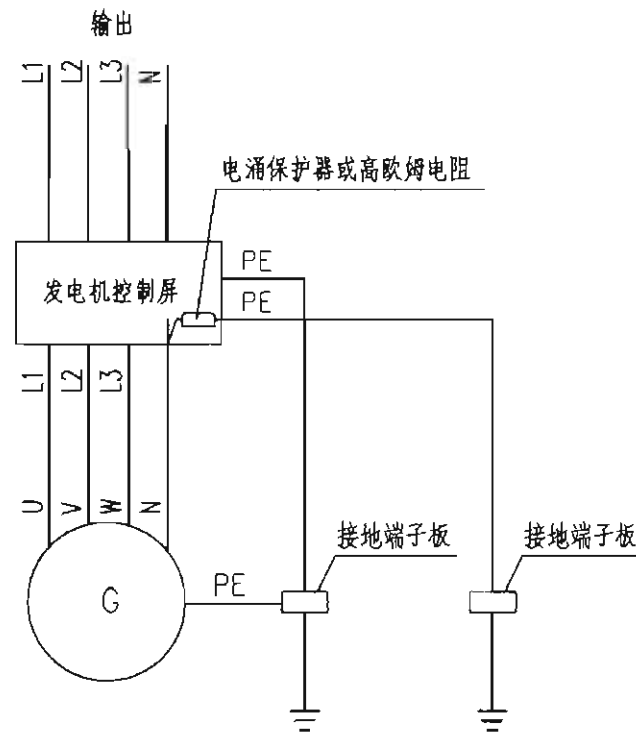 输出
L1 L2 L3 N
电涌保护器或高欧姆电阻
PE
发电机控制屏
PE
L1 L2 L3
U V W N
接地端子板 接地端子板
PE
G